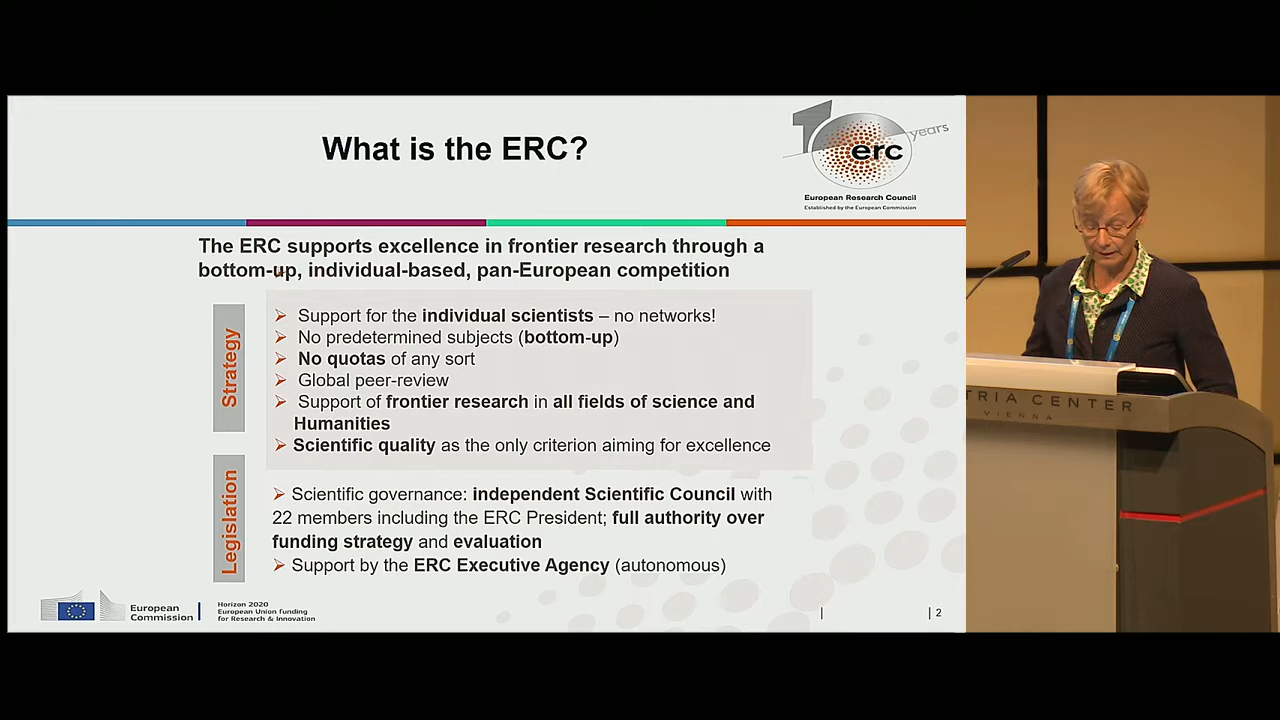 What is the ERC?
years
erc
European Research Council
Established by the European Commission
The ERC supports excellence in frontier research through a
bottom-up, individual-based, pan-European competition
Strategy
Support for the individual scientists – no networks!
No predetermined subjects (bottom-up)
No quotas of any sort
Global peer-review
Support of frontier research in all fields of science and
Humanities
Scientific quality as the only criterion aiming for excellence
Legislation
Scientific governance: independent Scientific Council with
22 members including the ERC President; full authority over
funding strategy and evaluation
Support by the ERC Executive Agency (autonomous)
European
Commission
Horizon 2020
European Union funding
for Research & Innovation
| | 2
TRIA CENTER
VIENNA